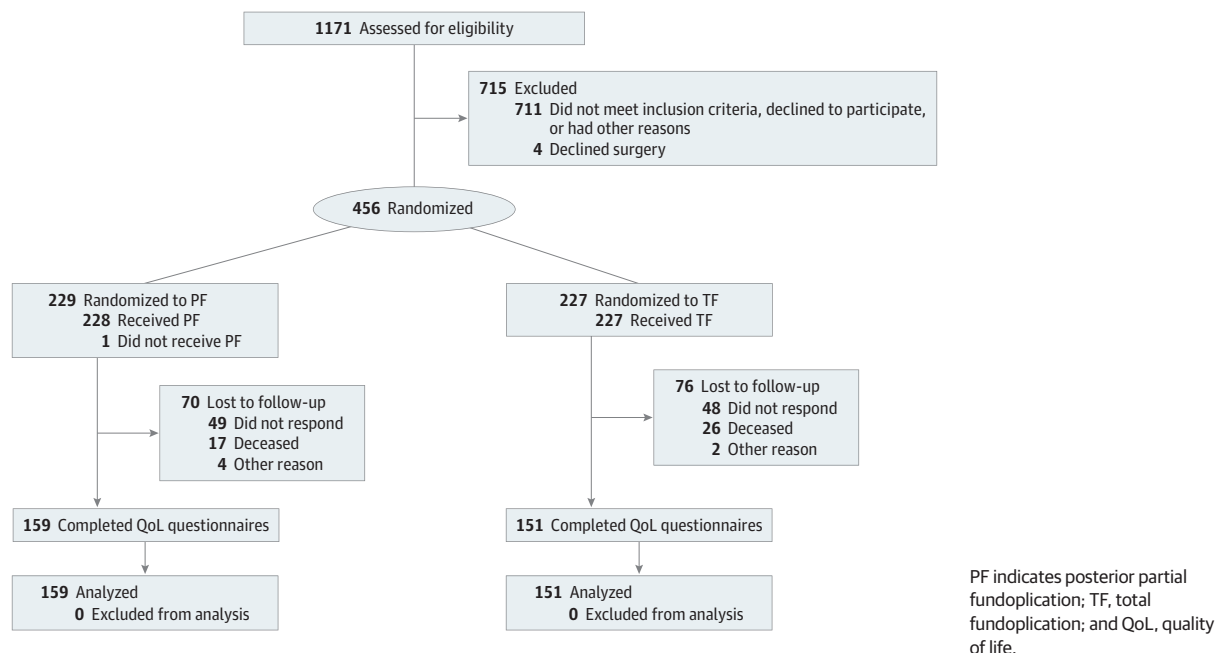 1171 Assessed for eligibility
715 Excluded
711 Did not meet inclusion criteria, declined to participate,
or had other reasons
4 Declined surgery
456 Randomized
229 Randomized to PF
228 Received PF
1 Did not receive PF
227 Randomized to TF
227 Received TF
70 Lost to follow-up
49 Did not respond
17 Deceased
4 Other reason
76 Lost to follow-up
48 Did not respond
26 Deceased
2 Other reason
159 Completed QoL questionnaires
151 Completed QoL questionnaires
159 Analyzed
0 Excluded from analysis
151 Analyzed
0 Excluded from analysis
PF indicates posterior partial
fundoplication; TF, total
fundoplication; and QoL, quality
of life.